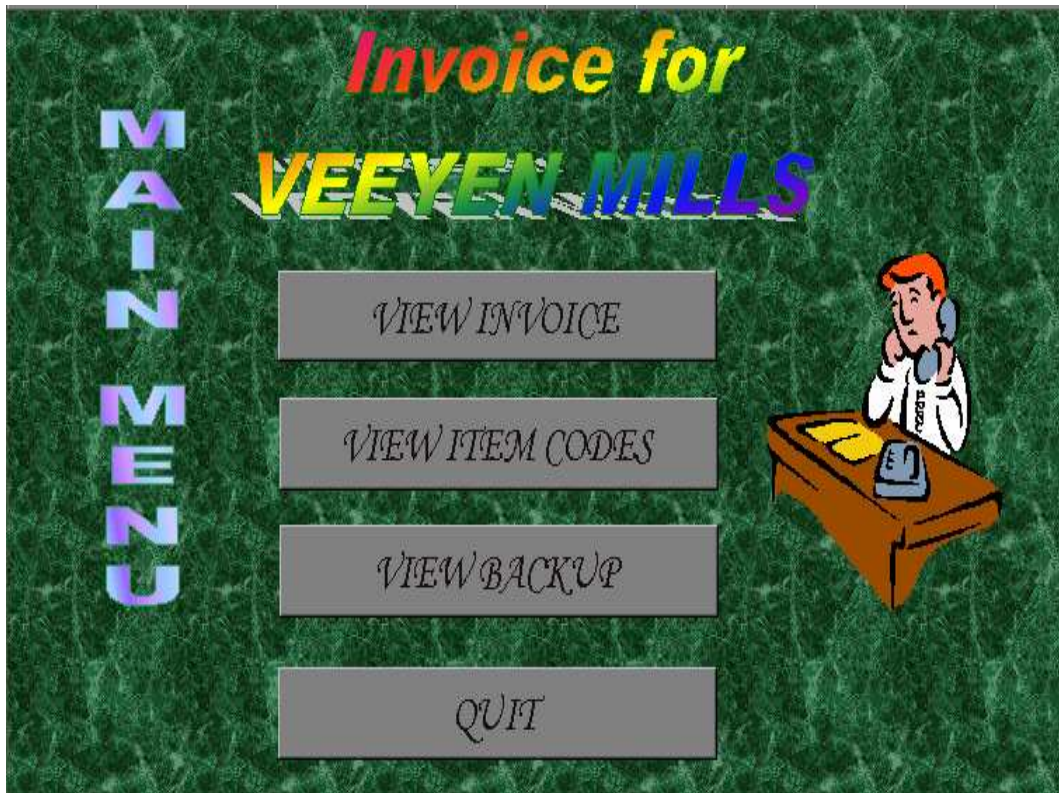 Invoice for
VEEYEN MILLS
MAIN MENU
VIEW INVOICE
VIEW ITEM CODES
VIEW BACKUP
QUIT